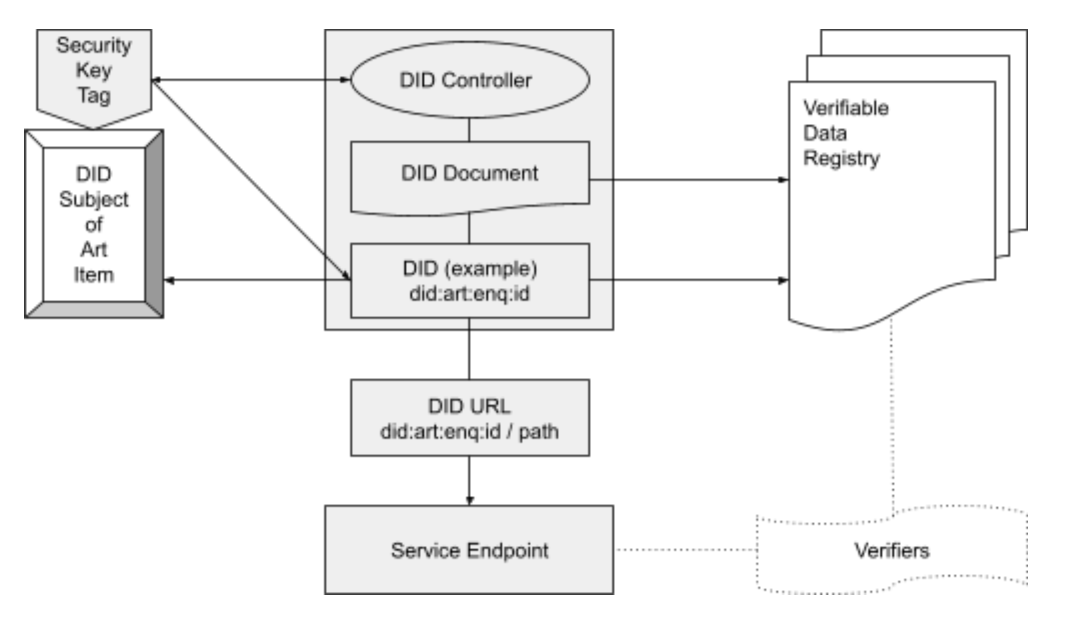 Security
Key
Tag
DID
Subject
of
Art
Item
DID Controller
DID Document
DID (example)
did:art:enq:id
DID URL
did:art:enq:id / path
Service Endpoint
Verifiable
Data
Registry
Verifiers